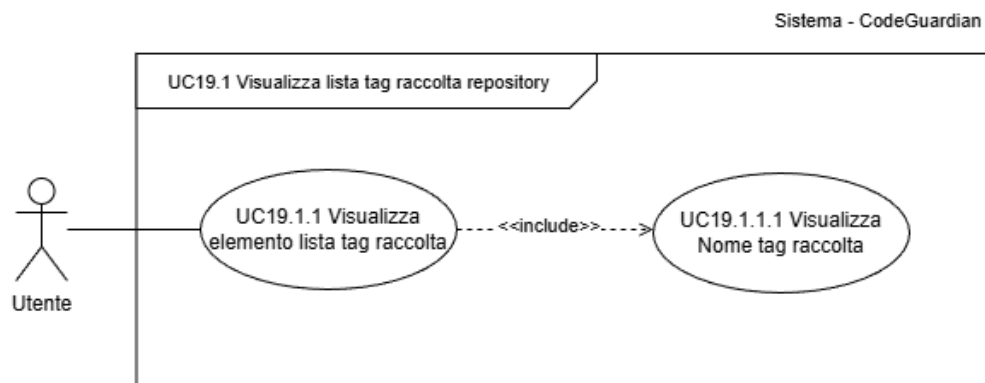 Sistema - CodeGuardian
UC19.1 Visualizza lista tag raccolta repository
UC19.1.1 Visualizza
elemento lista tag raccolta
<<include>>
UC19.1.1.1 Visualizza
Nome tag raccolta
Utente